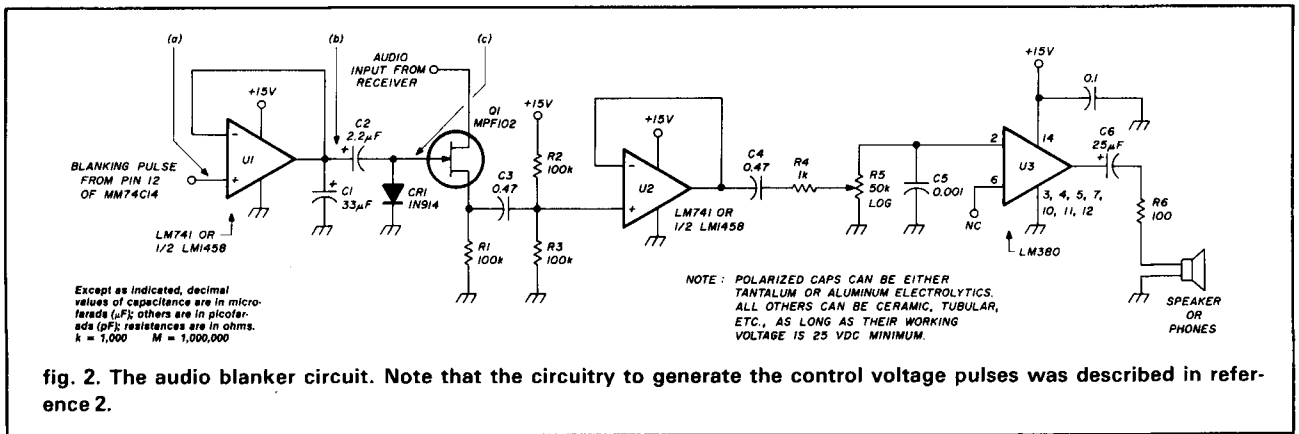 (a)
(b)
(c)
AUDIO
INPUT FROM
RECEIVER
+15V
C2
2.2µF
+
−
U1
+
BLANKING PULSE
FROM PIN 12
OF MM74C14
+
C1
33µF
LM741 OR
1/2 LM1458
CR1
1N914
Q1
MPF102
C3
0.47
R1
100k
+15V
R2
100k
R3
100k
+15V
−
U2
+
LM741 OR
1/2 LM1458
C4
0.47
R4
1k
R5
50k
LOG
C5
0.001
+15V
0.1
2
14
U3
6
NC
3, 4, 5, 7,
10, 11, 12
LM380
C6
25µF
+
R6
100
SPEAKER
OR
PHONES
Except as indicated, decimal
values of capacitance are in micro-
farads (µF); others are in picofar-
ads (pF); resistances are in ohms.
k = 1,000 M = 1,000,000
NOTE : POLARIZED CAPS CAN BE EITHER
TANTALUM OR ALUMINUM ELECTROLYTICS.
ALL OTHERS CAN BE CERAMIC, TUBULAR,
ETC., AS LONG AS THEIR WORKING
VOLTAGE IS 25 VDC MINIMUM.
fig. 2. The audio blanker circuit. Note that the circuitry to generate the control voltage pulses was described in refer-
ence 2.